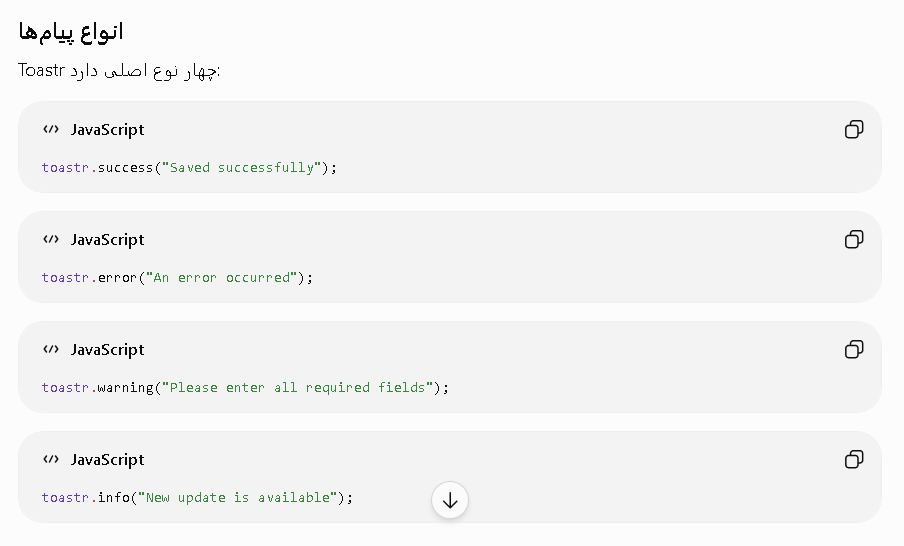 انواع پیام‌ها
Toastr چهار نوع اصلی دارد:
JavaScript
toastr.success("Saved successfully");
JavaScript
toastr.error("An error occurred");
JavaScript
toastr.warning("Please enter all required fields");
JavaScript
toastr.info("New update is available");